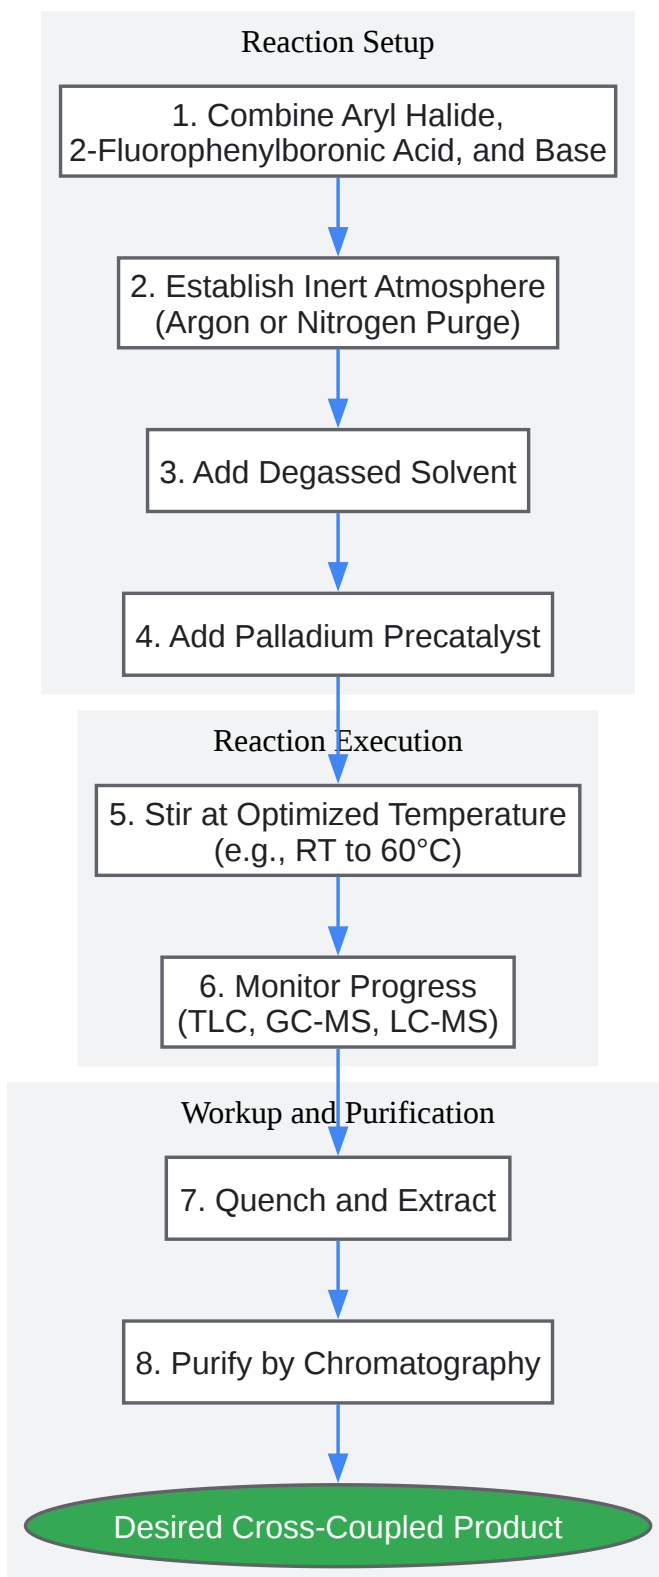 Reaction Setup
1. Combine Aryl Halide,
2-Fluorophenylboronic Acid, and Base
2. Establish Inert Atmosphere
(Argon or Nitrogen Purge)
3. Add Degassed Solvent
4. Add Palladium Precatalyst
Reaction Execution
5. Stir at Optimized Temperature
(e.g., RT to 60°C)
6. Monitor Progress
(TLC, GC-MS, LC-MS)
Workup and Purification
7. Quench and Extract
8. Purify by Chromatography
Desired Cross-Coupled Product